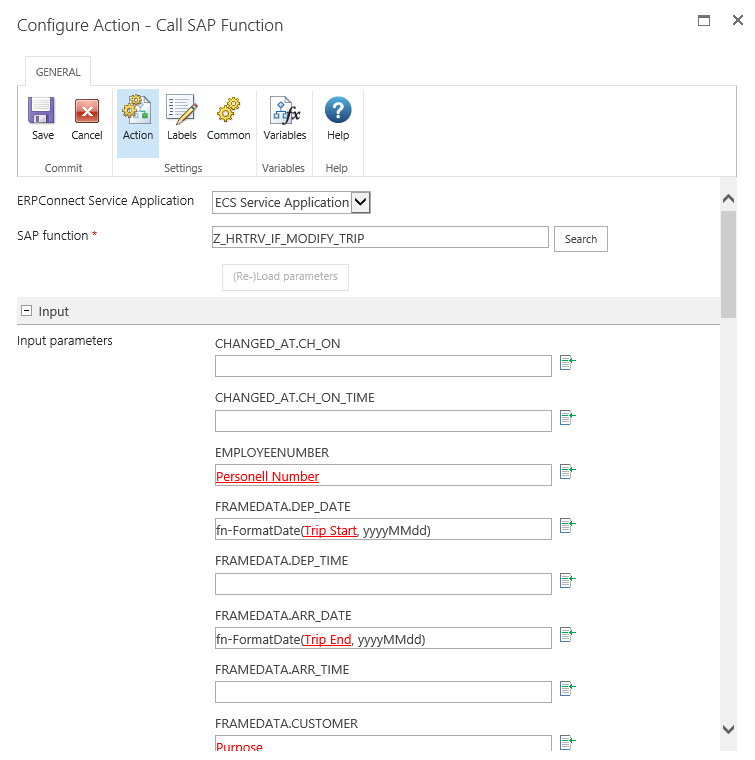 Configure Action - Call SAP Function
GENERAL
Save Cancel Action Labels Common Variables Help
Commit Settings Variables Help
ERPConnect Service Application ECS Service Application
SAP function * Z_HRTRV_IF_MODIFY_TRIP Search
(Re-)Load parameters
Input
Input parameters
CHANGED_AT.CH_ON
CHANGED_AT.CH_ON_TIME
EMPLOYEENUMBER
Personell Number
FRAMEDATA.DEP_DATE
fn-FormatDate(Trip Start, yyyyMMdd)
FRAMEDATA.DEP_TIME
FRAMEDATA.ARR_DATE
fn-FormatDate(Trip End, yyyyMMdd)
FRAMEDATA.ARR_TIME
FRAMEDATA.CUSTOMER
Purpose